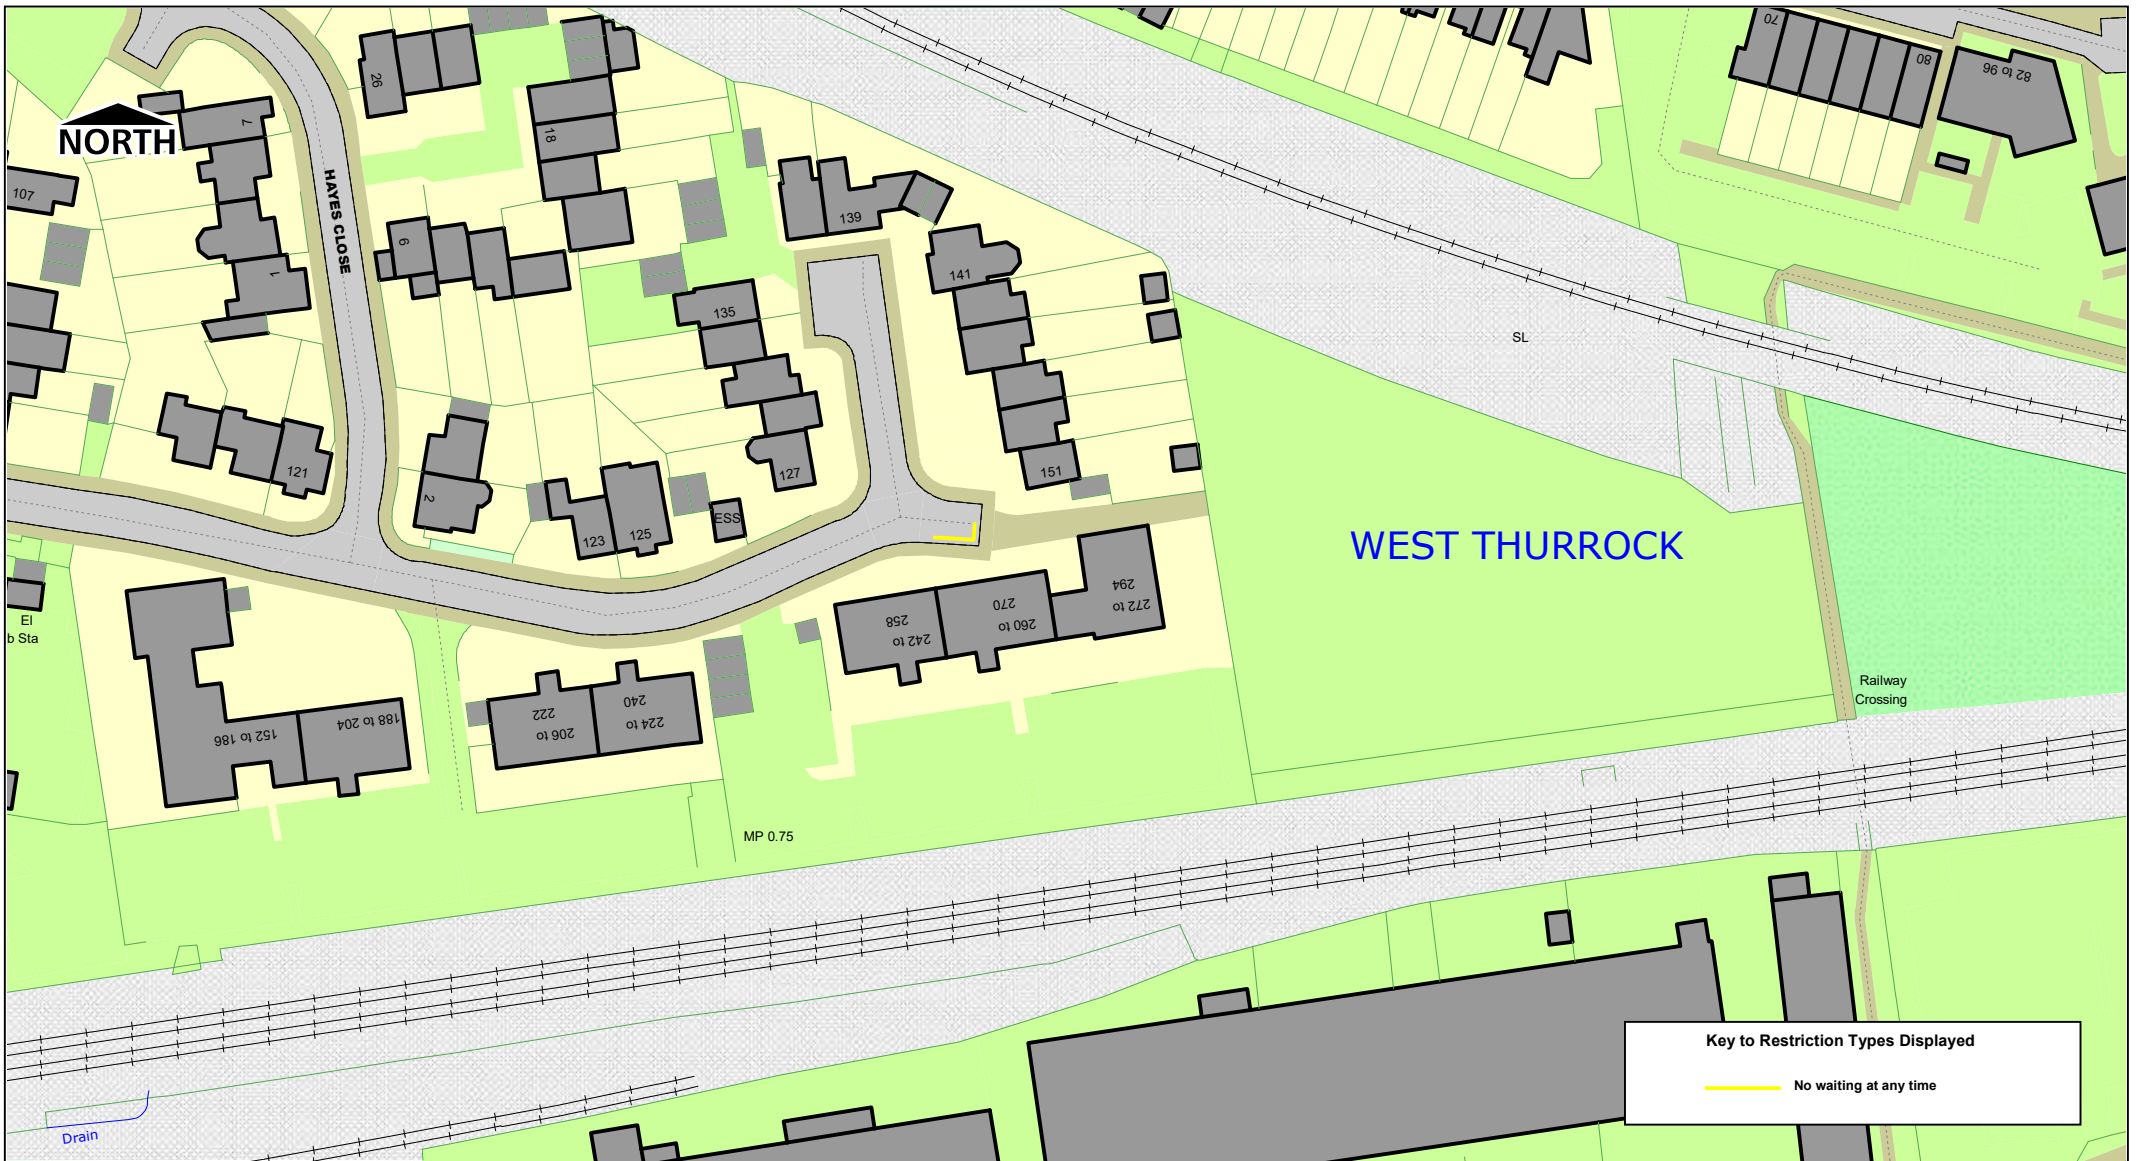 70
80
82 to 96
26
NORTH
7
18
107
HAYES CLOSE
139
6
141
1
135
SL
121
127
151
2
123
125
ESS
WEST THURROCK
294
272 to
270
260 to
258
242 to
El
b Sta
Railway
Crossing
240
224 to
222
206 to
188 to 204
152 to 186
MP 0.75
Key to Restriction Types Displayed
No waiting at any time
Drain